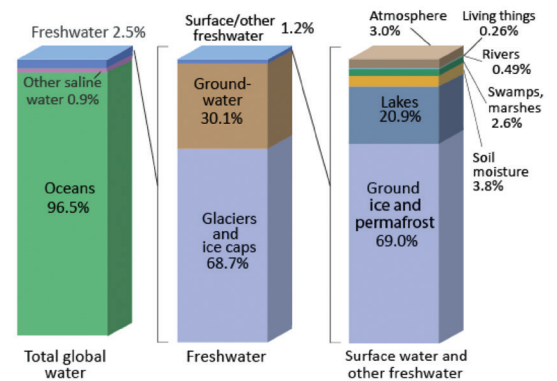 Freshwater 2.5%
Other saline
water 0.9%
Oceans
96.5%
Total global
water
Surface/other
freshwater
1.2%
Ground-
water
30.1%
Glaciers
and
ice caps
68.7%
Freshwater
Atmosphere
3.0%
Living things
0.26%
Rivers
0.49%
Swamps,
marshes
2.6%
Soil
moisture
3.8%
Lakes
20.9%
Ground
ice and
permafrost
69.0%
Surface water and
other freshwater